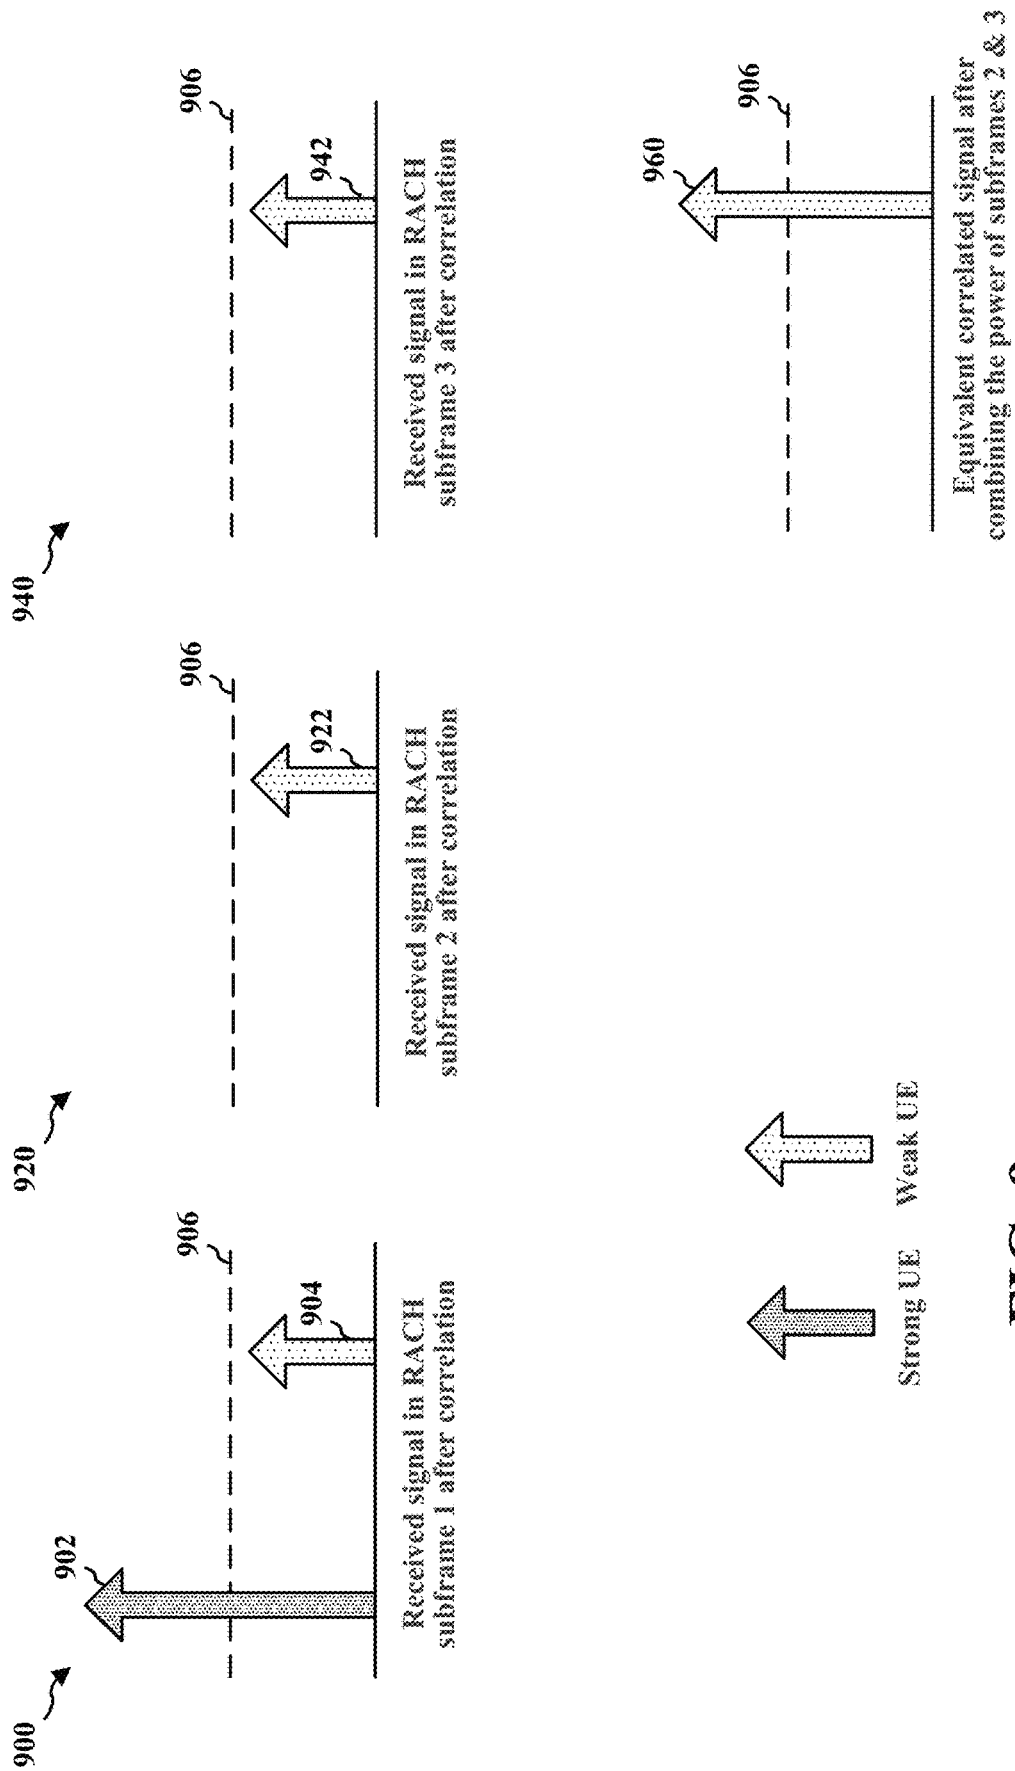 900
902
904
906
Received signal in RACH
subframe 1 after correlation
920
922
906
Received signal in RACH
subframe 2 after correlation
940
942
906
Received signal in RACH
subframe 3 after correlation
Strong UE
Weak UE
960
906
Equivalent correlated signal after
combining the power of subframes 2 & 3